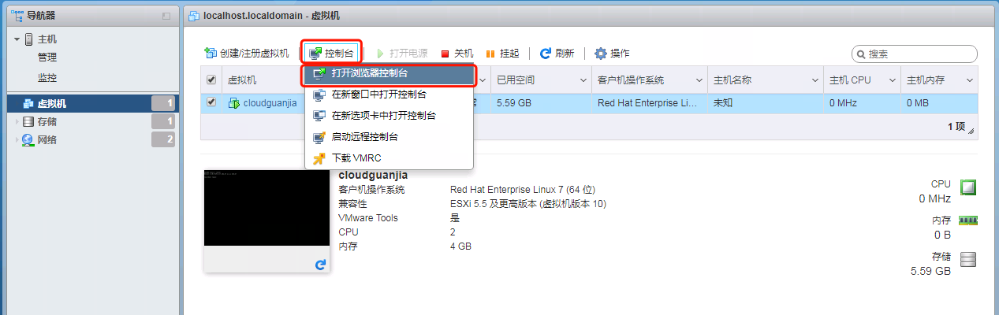 导航器
主机
管理
监控
虚拟机 1
存储 1
网络 2
localhost.localdomain - 虚拟机
创建/注册虚拟机 控制台 打开电源 关机 挂起 刷新 操作 搜索
虚拟机 已用空间 客户机操作系统 主机名称 主机 CPU 主机内存
cloudguanjia 常 5.59 GB Red Hat Enterprise Li... 未知 0 MHz 0 MB
1 项
打开浏览器控制台
在新窗口中打开控制台
在新选项卡中打开控制台
启动远程控制台
下载 VMRC
cloudguanjia
客户机操作系统 Red Hat Enterprise Linux 7 (64 位)
兼容性 ESXi 5.5 及更高版本 (虚拟机版本 10)
VMware Tools 是
CPU 2
内存 4 GB
CPU
0 MHz
内存
0 B
存储
5.59 GB